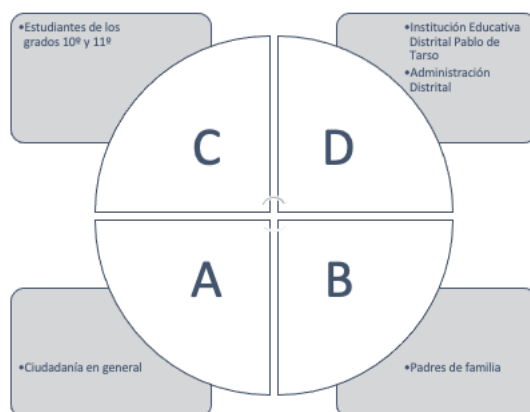 •Estudiantes de los
grados 10º y 11º
•Institución Educativa
Distrital Pablo de
Tarso
•Administración
Distrital
C
D
A
B
•Ciudadanía en general
•Padres de familia